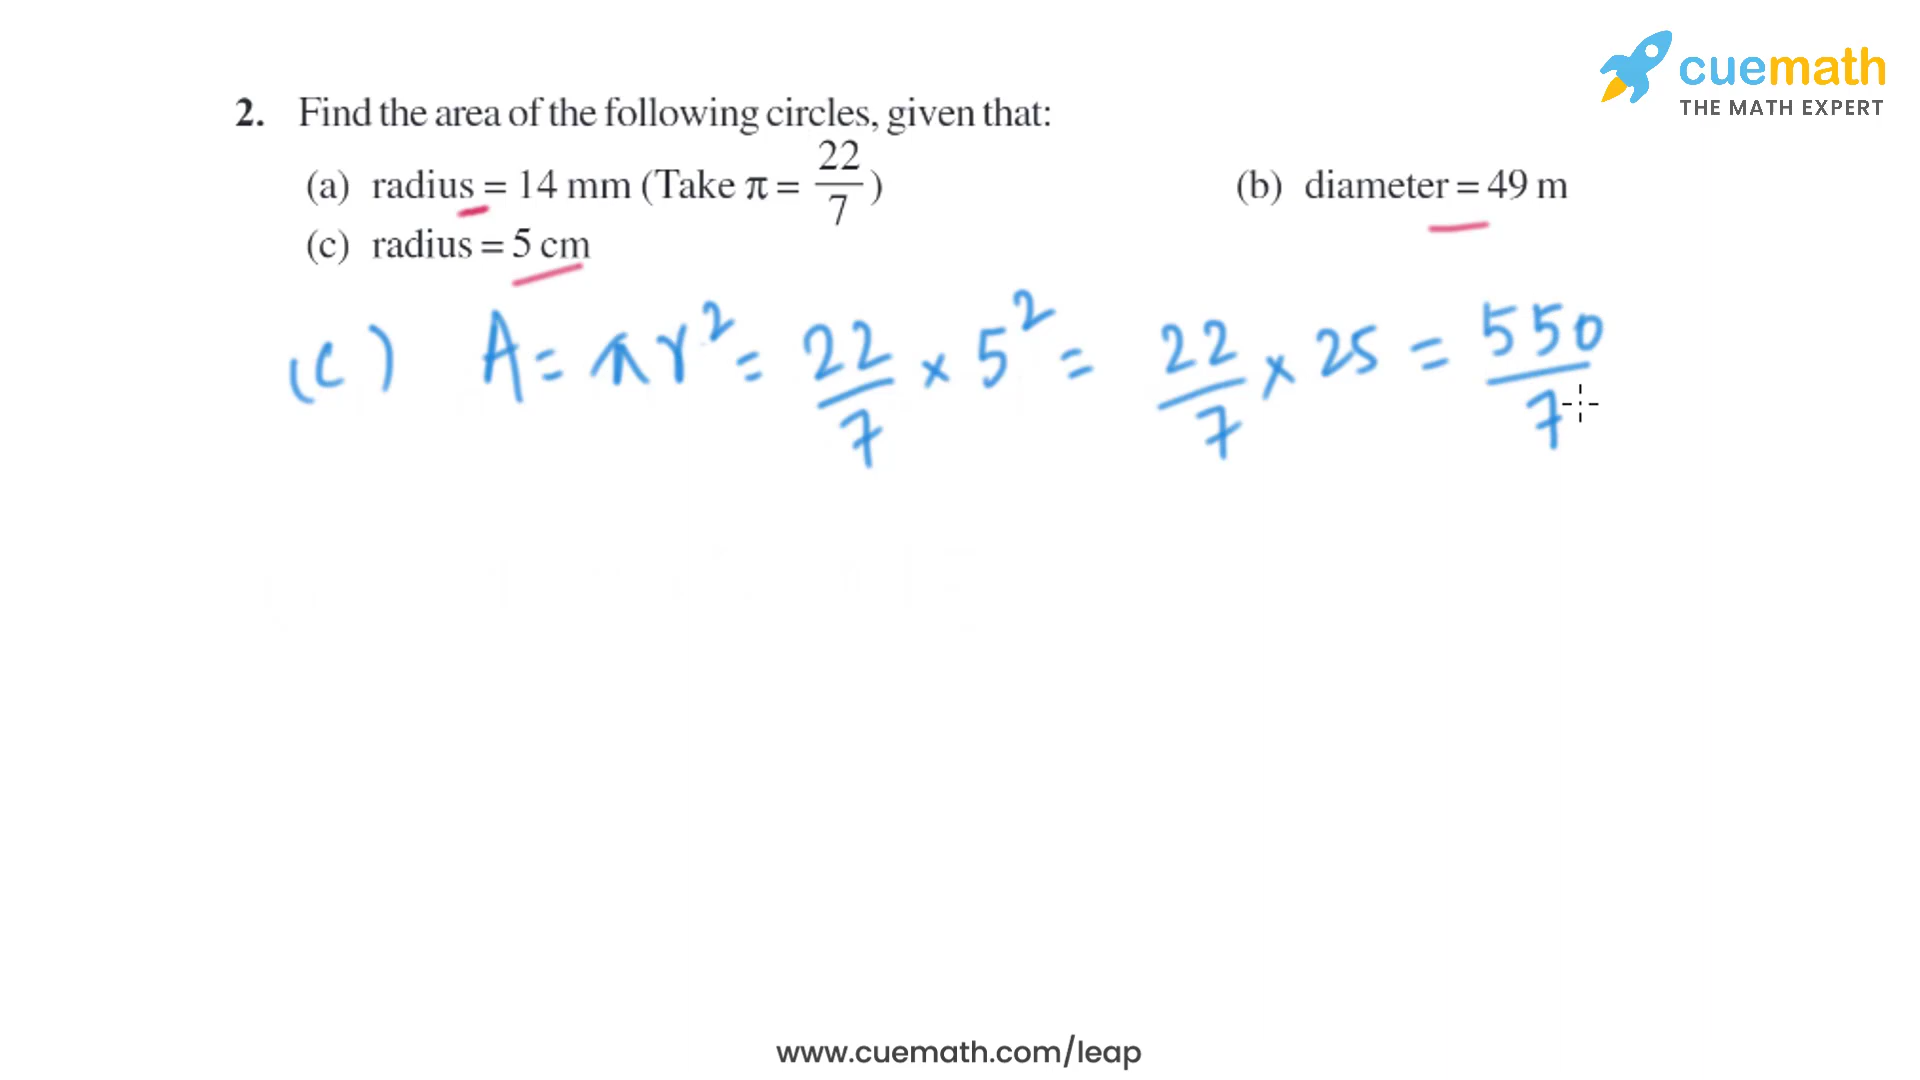 cuemath
THE MATH EXPERT
2. Find the area of the following circles, given that:
(a) radius = 14 mm (Take π = 22/7) (b) diameter = 49 m
(c) radius = 5 cm
(c) A = πr² = 22/7 × 5² = 22/7 × 25 = 550/7
www.cuemath.com/leap